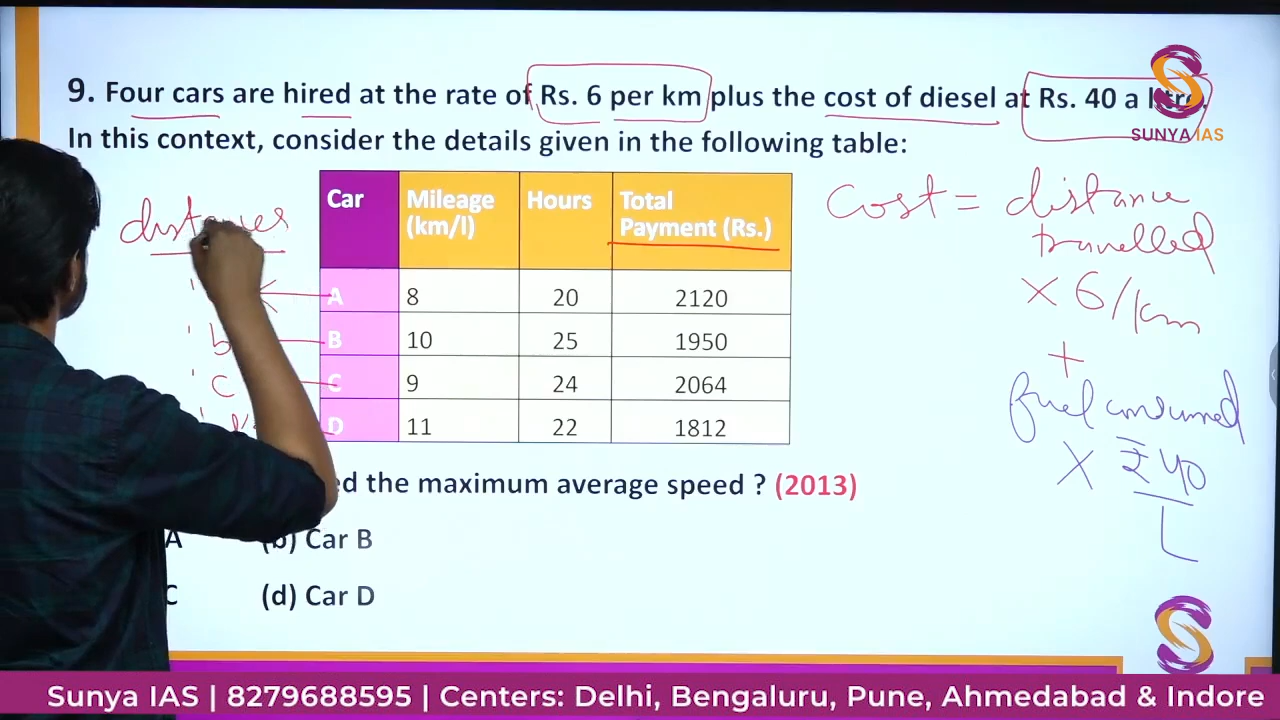 9. Four cars are hired at the rate of Rs. 6 per km plus the cost of diesel at Rs. 40 a litre.
In this context, consider the details given in the following table:
SUNYA IAS
Car Mileage (km/l) Hours Total Payment (Rs.)
A 8 20 2120
B 10 25 1950
C 9 24 2064
D 11 22 1812
b
c
Cost = distance
travelled
× 6/km
+
fuel consumed
× ₹40
L
ed the maximum average speed ? (2013)
A (b) Car B
C (d) Car D
Sunya IAS | 8279688595 | Centers: Delhi, Bengaluru, Pune, Ahmedabad & Indore